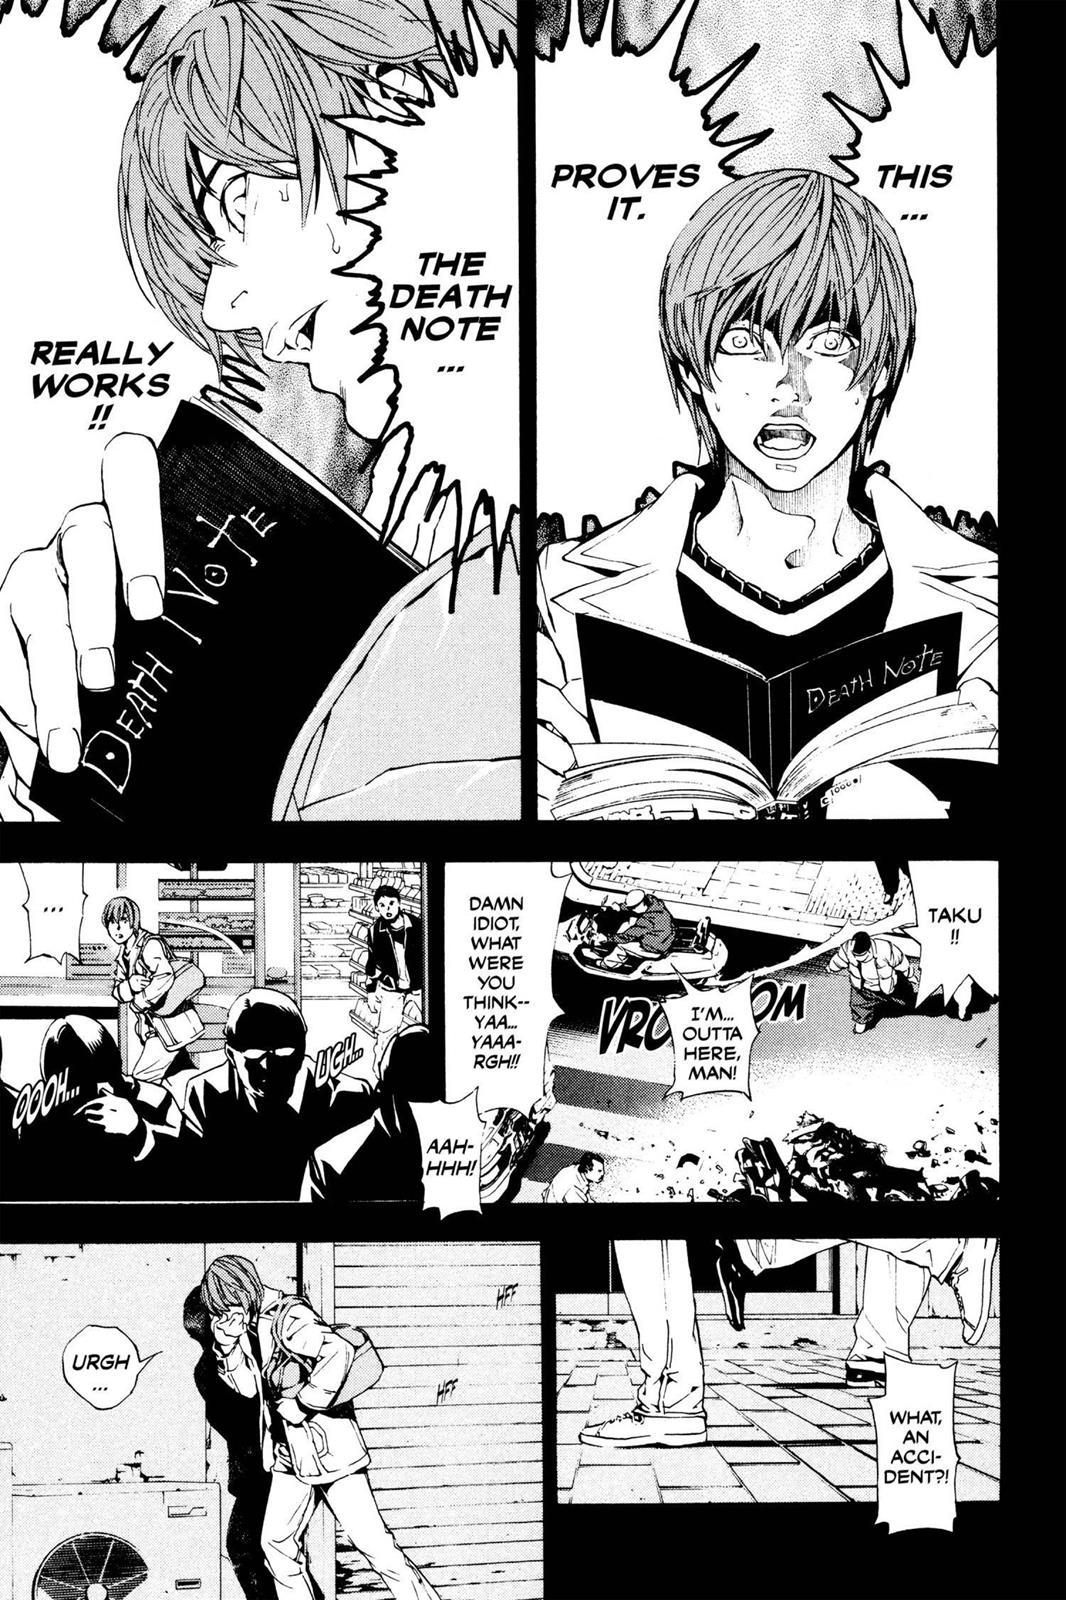 THIS
...
PROVES
IT.
DEATH NOTE
THE
DEATH
NOTE
...
REALLY
WORKS
!!
DEATH NOTE
TAKU
!!
I'M...
OUTTA
HERE,
MAN!
DAMN
IDIOT,
WHAT
WERE
YOU
THINK--
YAA...
YAAA-
RGH!!
AAH-
HHH!
UGH...
OOOH...
...
WHAT,
AN
ACCI-
DENT?!
HFF
HFF
URGH
...